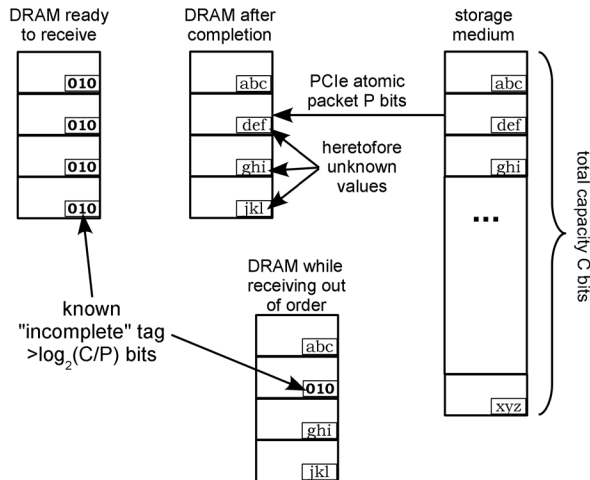 DRAM ready
to receive
010
010
010
010
DRAM after
completion
abc
def
ghi
jkl
PCIe atomic
packet P bits
heretofore
unknown
values
storage
medium
abc
def
ghi
...
xyz
total capacity C bits
known
"incomplete" tag
>log₂(C/P) bits
DRAM while
receiving out
of order
abc
010
ghi
jkl